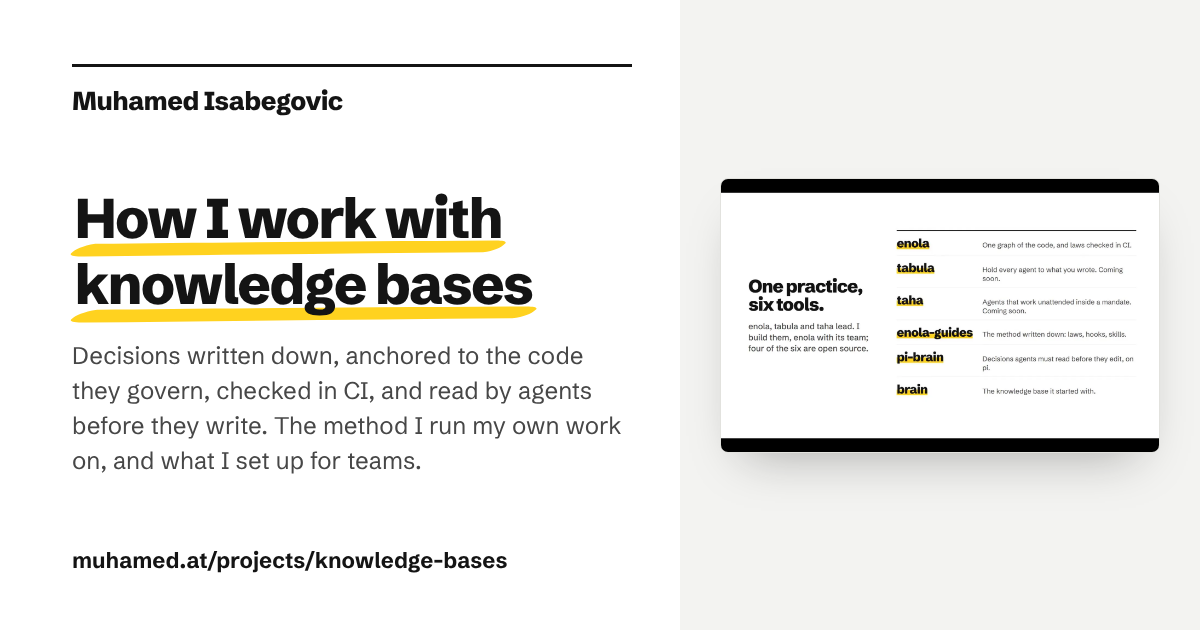 Muhamed Isabegovic
How I work with
knowledge bases
Decisions written down, anchored to the code
they govern, checked in CI, and read by agents
before they write. The method I run my own work
on, and what I set up for teams.
muhamed.at/projects/knowledge-bases
One practice,
six tools.
enola, tabula and taha lead. I
build them, enola with its team;
four of the six are open source.
enola One graph of the code, and laws checked in CI.
tabula Hold every agent to what you wrote. Coming
soon.
taha Agents that work unattended inside a mandate.
Coming soon.
enola-guides The method written down: laws, hooks, skills.
pi-brain Decisions agents must read before they edit, on
pi.
brain The knowledge base it started with.